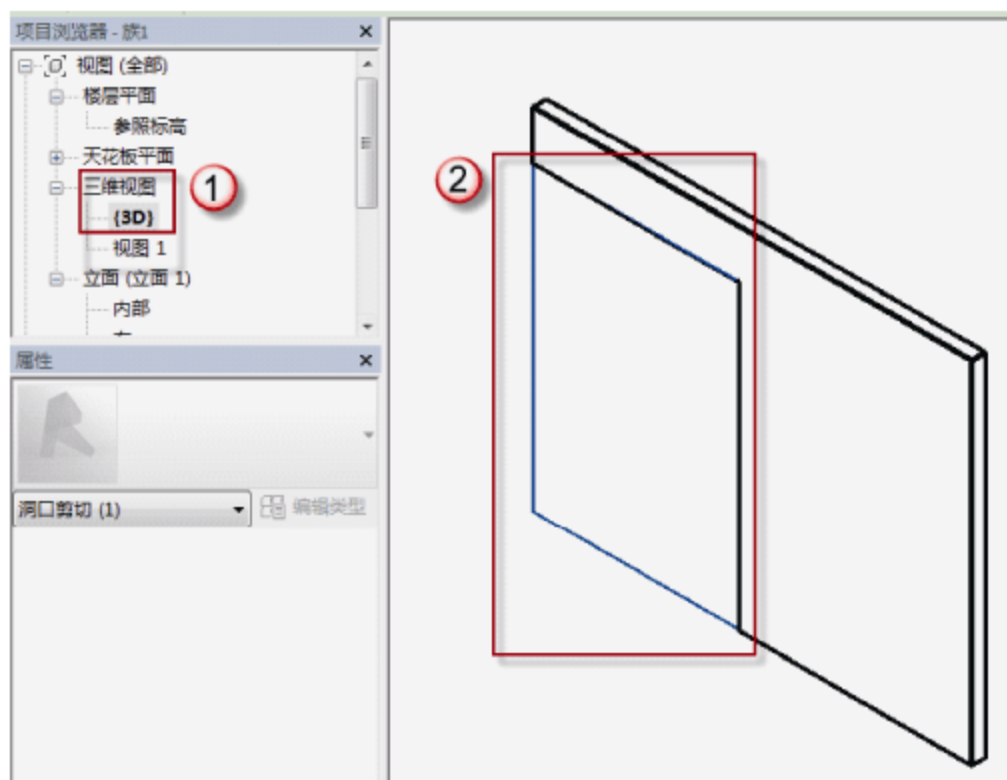 项目浏览器 - 族1
视图 (全部)
楼层平面
参照标高
天花板平面
三维视图
{3D}
视图 1
立面 (立面 1)
内部
1
2
属性
洞口剪切 (1)
编辑类型